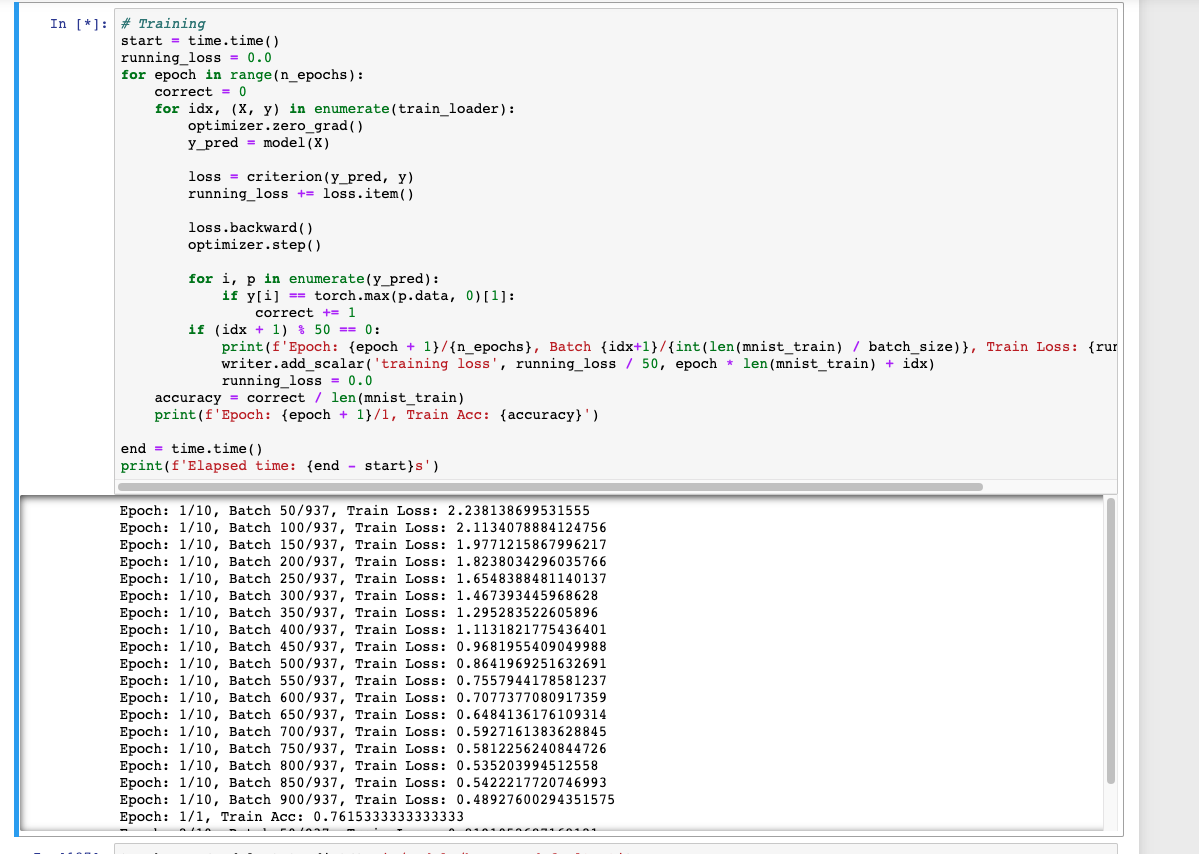 In [*]:
# Training
start = time.time()
running_loss = 0.0
for epoch in range(n_epochs):
    correct = 0
    for idx, (X, y) in enumerate(train_loader):
        optimizer.zero_grad()
        y_pred = model(X)
        loss = criterion(y_pred, y)
        running_loss += loss.item()
        loss.backward()
        optimizer.step()
        for i, p in enumerate(y_pred):
            if y[i] == torch.max(p.data, 0)[1]:
                correct += 1
        if (idx + 1) % 50 == 0:
            print(f'Epoch: {epoch + 1}/{n_epochs}, Batch {idx+1}/{int(len(mnist_train) / batch_size)}, Train Loss: {run
            writer.add_scalar('training loss', running_loss / 50, epoch * len(mnist_train) + idx)
            running_loss = 0.0
    accuracy = correct / len(mnist_train)
    print(f'Epoch: {epoch + 1}/1, Train Acc: {accuracy}')
end = time.time()
print(f'Elapsed time: {end - start}s')
Epoch: 1/10, Batch 50/937, Train Loss: 2.238138699531555
Epoch: 1/10, Batch 100/937, Train Loss: 2.1134078884124756
Epoch: 1/10, Batch 150/937, Train Loss: 1.9771215867996217
Epoch: 1/10, Batch 200/937, Train Loss: 1.8238034296035766
Epoch: 1/10, Batch 250/937, Train Loss: 1.6548388481140137
Epoch: 1/10, Batch 300/937, Train Loss: 1.467393445968628
Epoch: 1/10, Batch 350/937, Train Loss: 1.295283522605896
Epoch: 1/10, Batch 400/937, Train Loss: 1.1131821775436401
Epoch: 1/10, Batch 450/937, Train Loss: 0.9681955409049988
Epoch: 1/10, Batch 500/937, Train Loss: 0.8641969251632691
Epoch: 1/10, Batch 550/937, Train Loss: 0.7557944178581237
Epoch: 1/10, Batch 600/937, Train Loss: 0.7077377080917359
Epoch: 1/10, Batch 650/937, Train Loss: 0.6484136176109314
Epoch: 1/10, Batch 700/937, Train Loss: 0.5927161383628845
Epoch: 1/10, Batch 750/937, Train Loss: 0.5812256240844726
Epoch: 1/10, Batch 800/937, Train Loss: 0.535203994512558
Epoch: 1/10, Batch 850/937, Train Loss: 0.5422217720746993
Epoch: 1/10, Batch 900/937, Train Loss: 0.48927600294351575
Epoch: 1/1, Train Acc: 0.7615333333333333